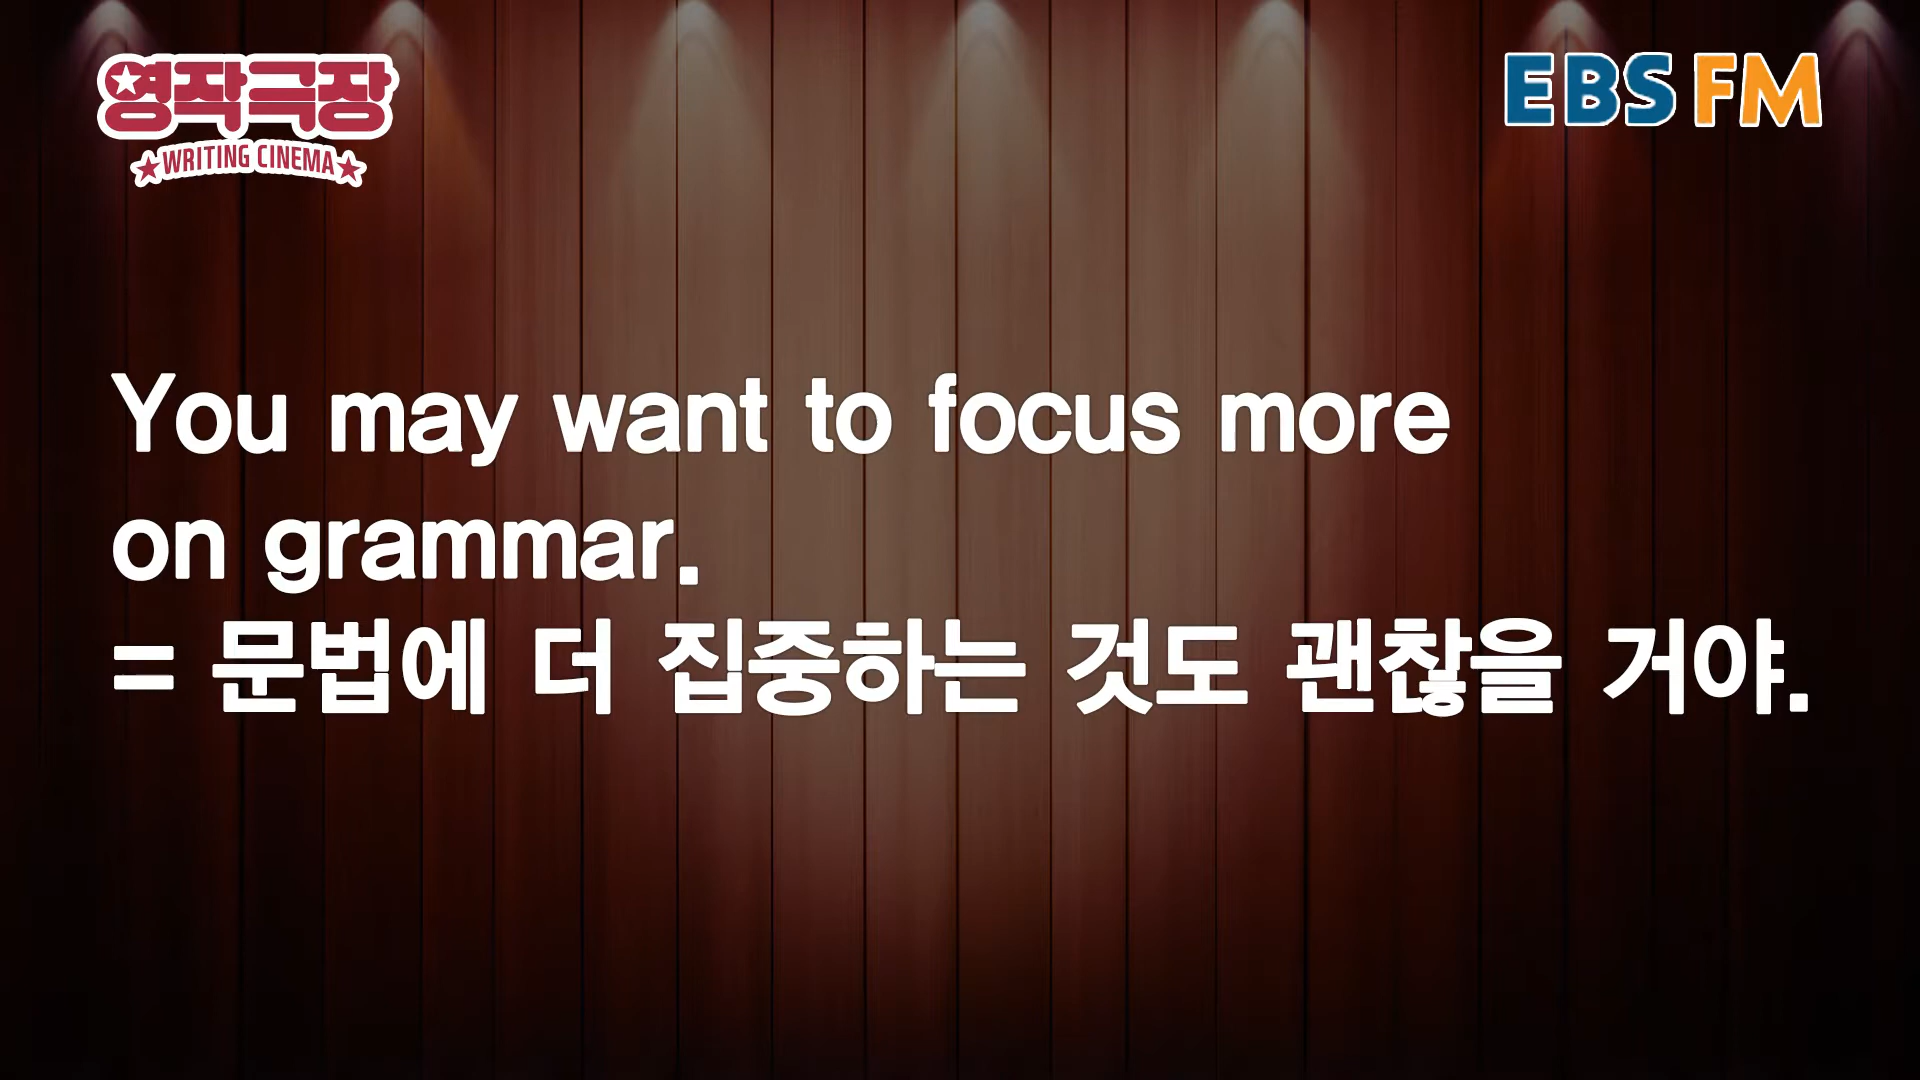 영작극장
WRITING CINEMA
EBS FM
You may want to focus more
on grammar.
= 문법에 더 집중하는 것도 괜찮을 거야.